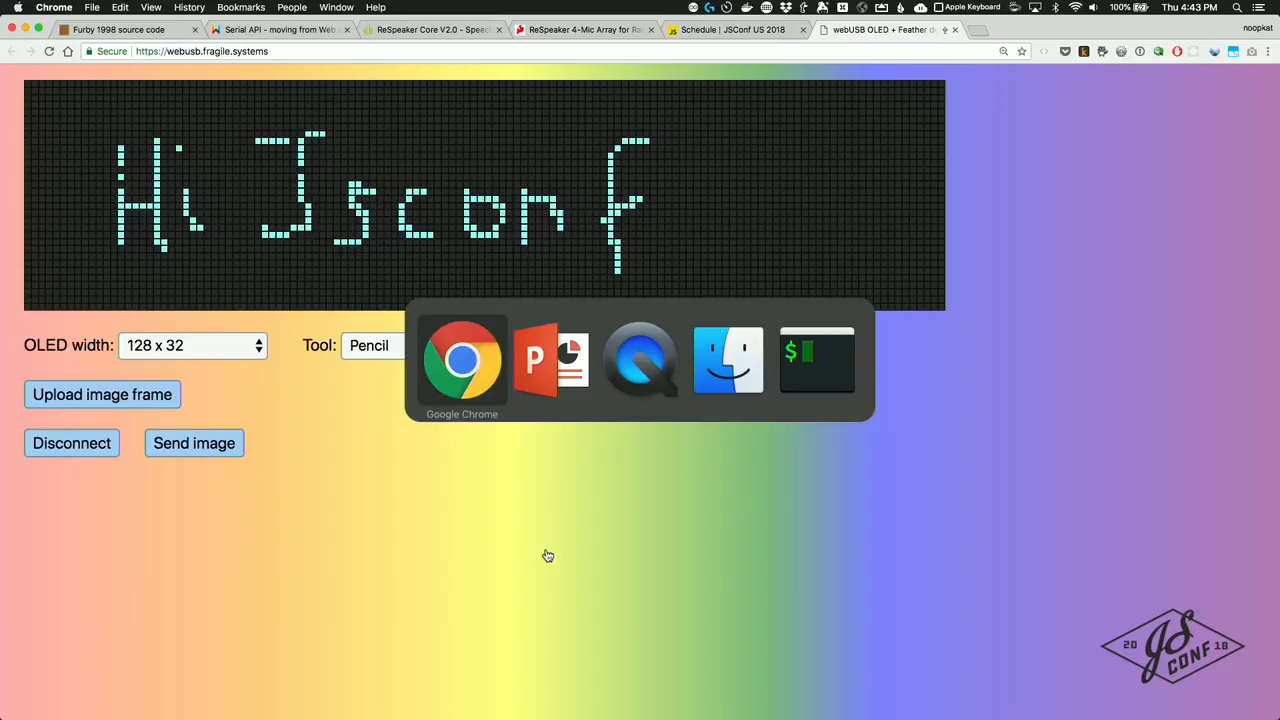 Chrome File Edit View History Bookmarks People Window Help
Apple Keyboard 100% Thu 4:43 PM
Furby 1998 source code
Serial API - moving from Web
ReSpeaker Core V2.0 - Speech
ReSpeaker 4-Mic Array for Ra
Schedule | JSConf US 2018
webUSB OLED + Feather de
noopkat
Secure https://webusb.fragile.systems
Hi Jsconf
OLED width: 128 x 32 Tool: Pencil
Google Chrome
Upload image frame
Disconnect Send image
20 JS 18
CONF